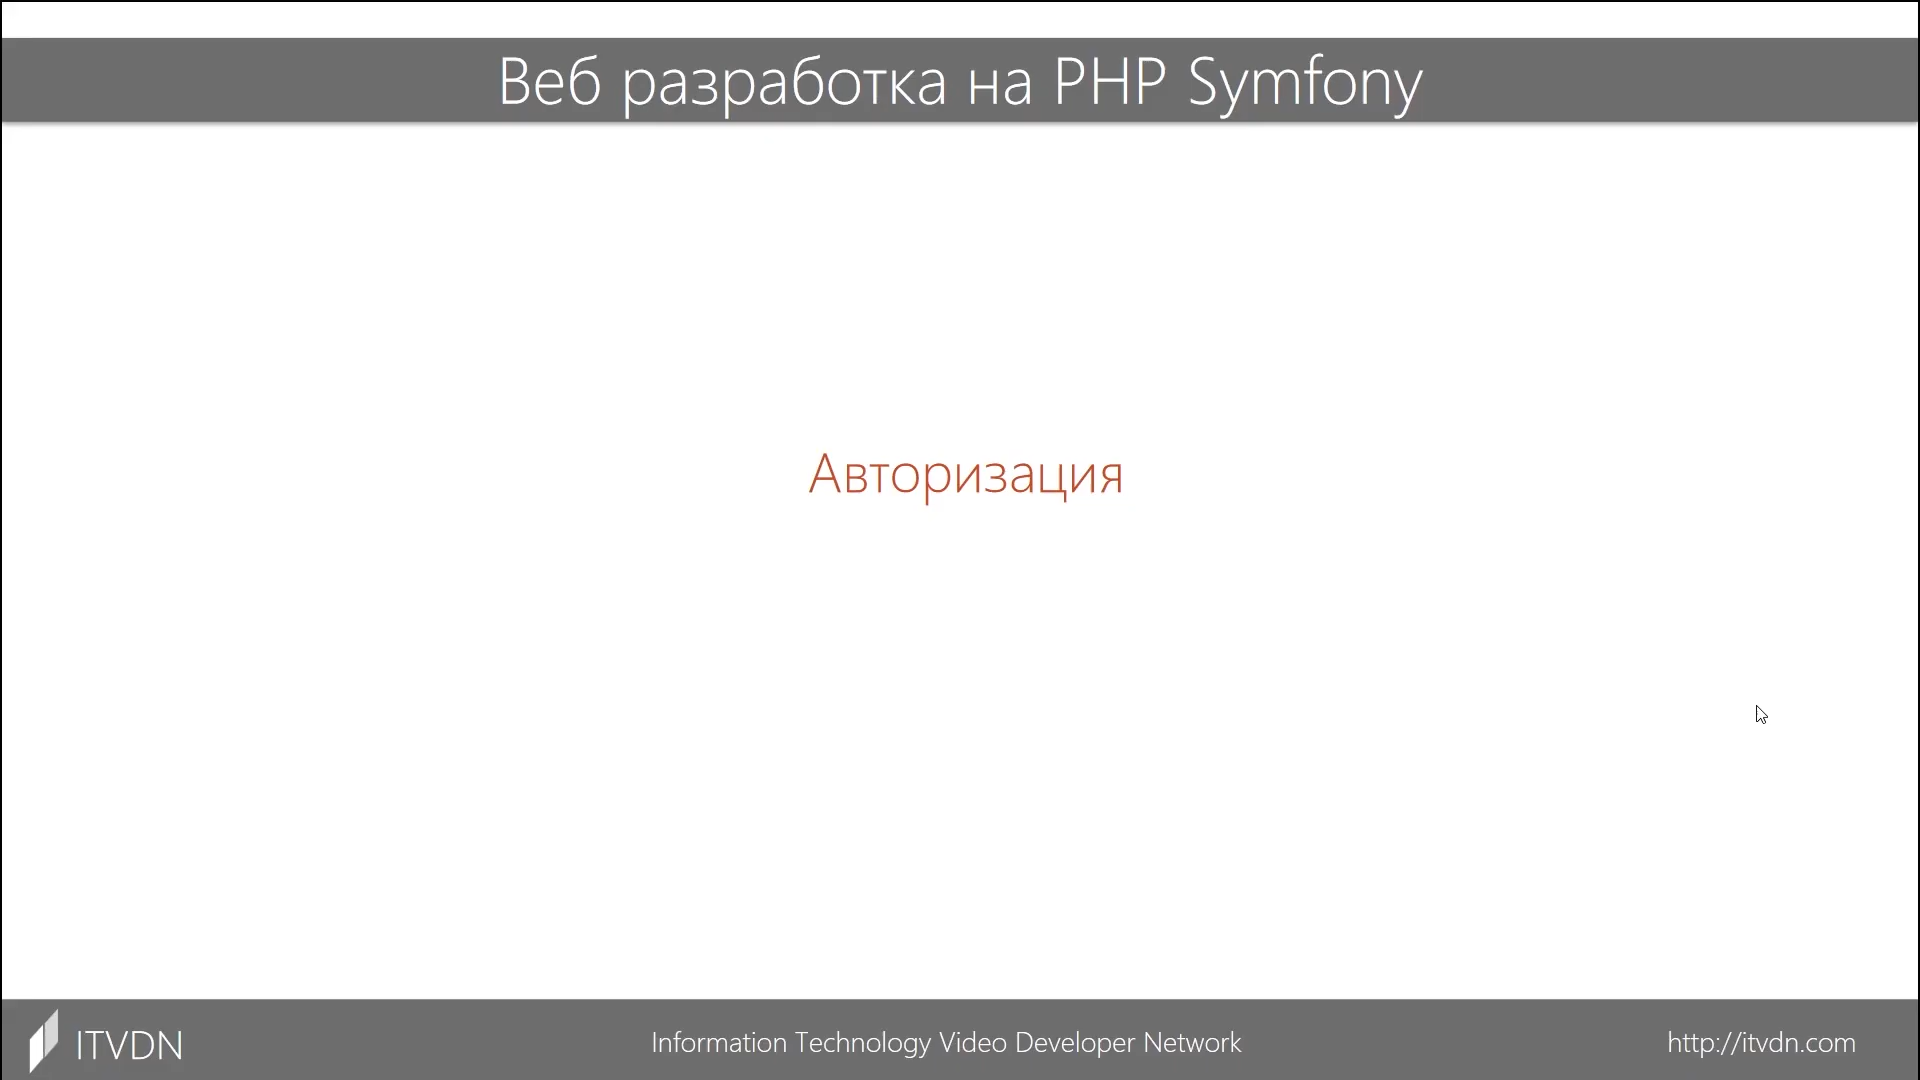 Веб разработка на PHP Symfony
Авторизация
ITVDN
Information Technology Video Developer Network
http://itvdn.com